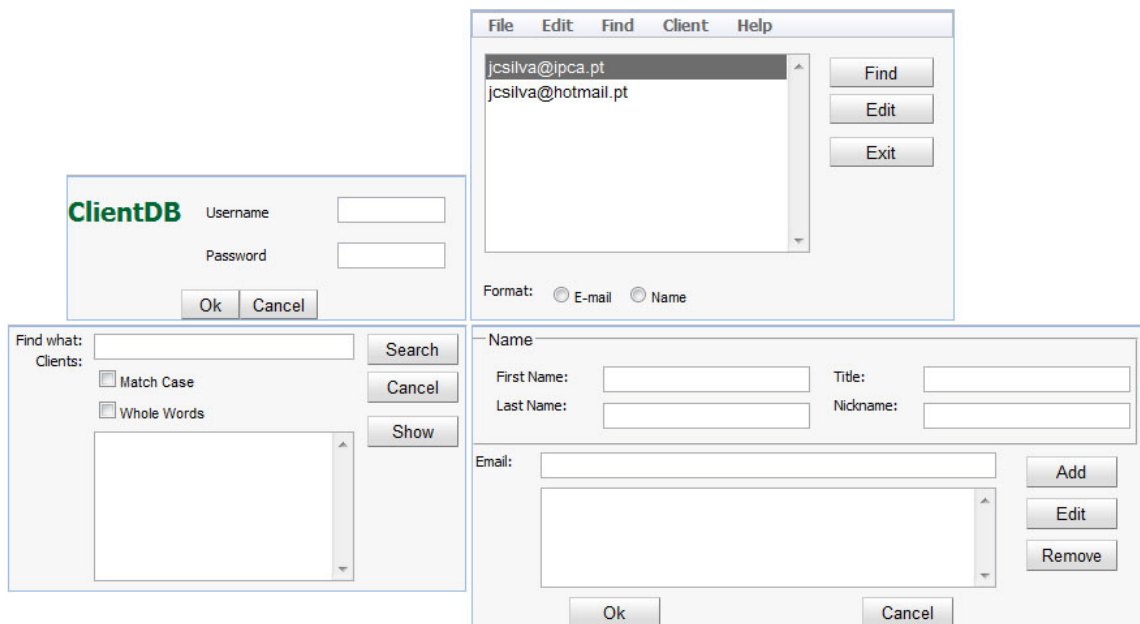 File Edit Find Client Help
jcsilva@ipca.pt
jcsilva@hotmail.pt
Find
Edit
Exit
Format: E-mail Name
ClientDB Username
Password
Ok Cancel
Find what:
Clients:
Match Case
Whole Words
Search
Cancel
Show
Name
First Name: Title:
Last Name: Nickname:
Email:
Add
Edit
Remove
Ok Cancel